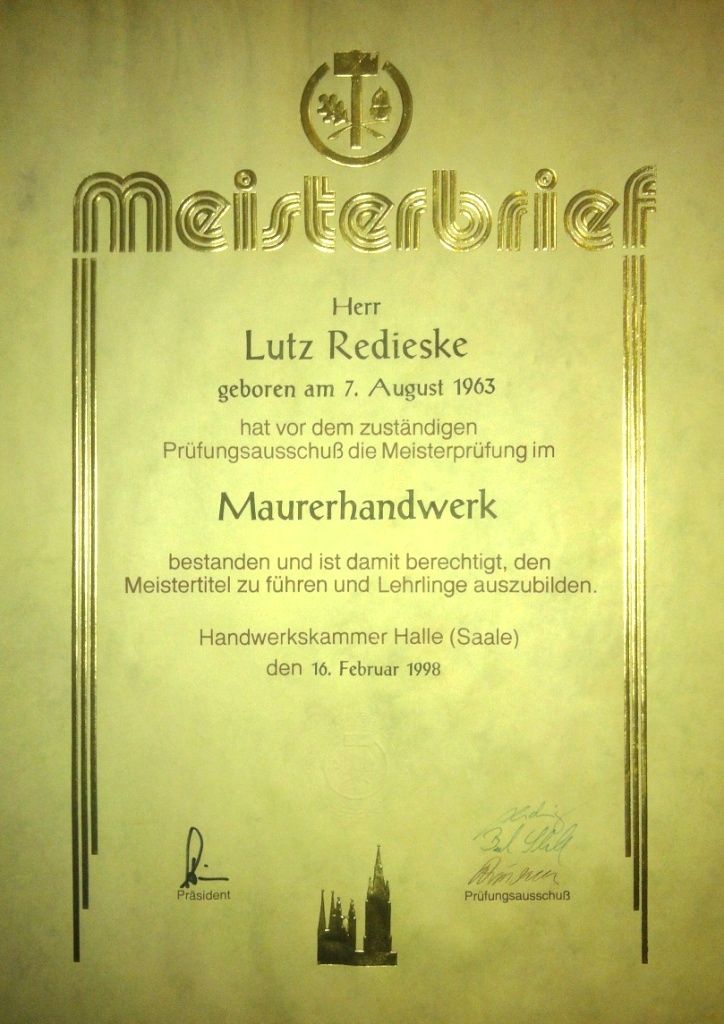 Meisterbrief
Herr
Lutz Redieske
geboren am 7. August 1963
hat vor dem zuständigen
Prüfungsausschuß die Meisterprüfung im
Maurerhandwerk
bestanden und ist damit berechtigt, den
Meistertitel zu führen und Lehrlinge auszubilden.
Handwerkskammer Halle (Saale)
den 16. Februar 1998
Präsident
Prüfungsausschuß